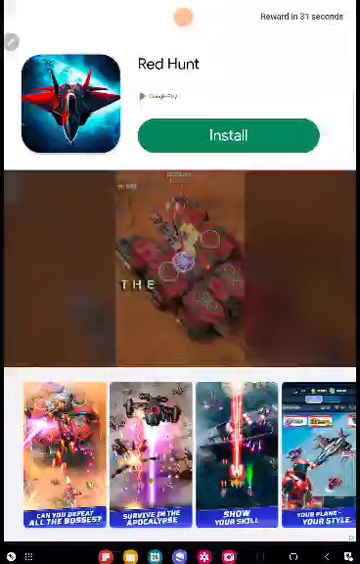 Reward in 31 seconds
Red Hunt
Google Play
Install
THE
CAN YOU DEFEAT
ALL THE BOSSES?
SURVIVE IN THE
APOCALYPSE
SHOW
YOUR SKILL
YOUR PLANE -
YOUR STYLE